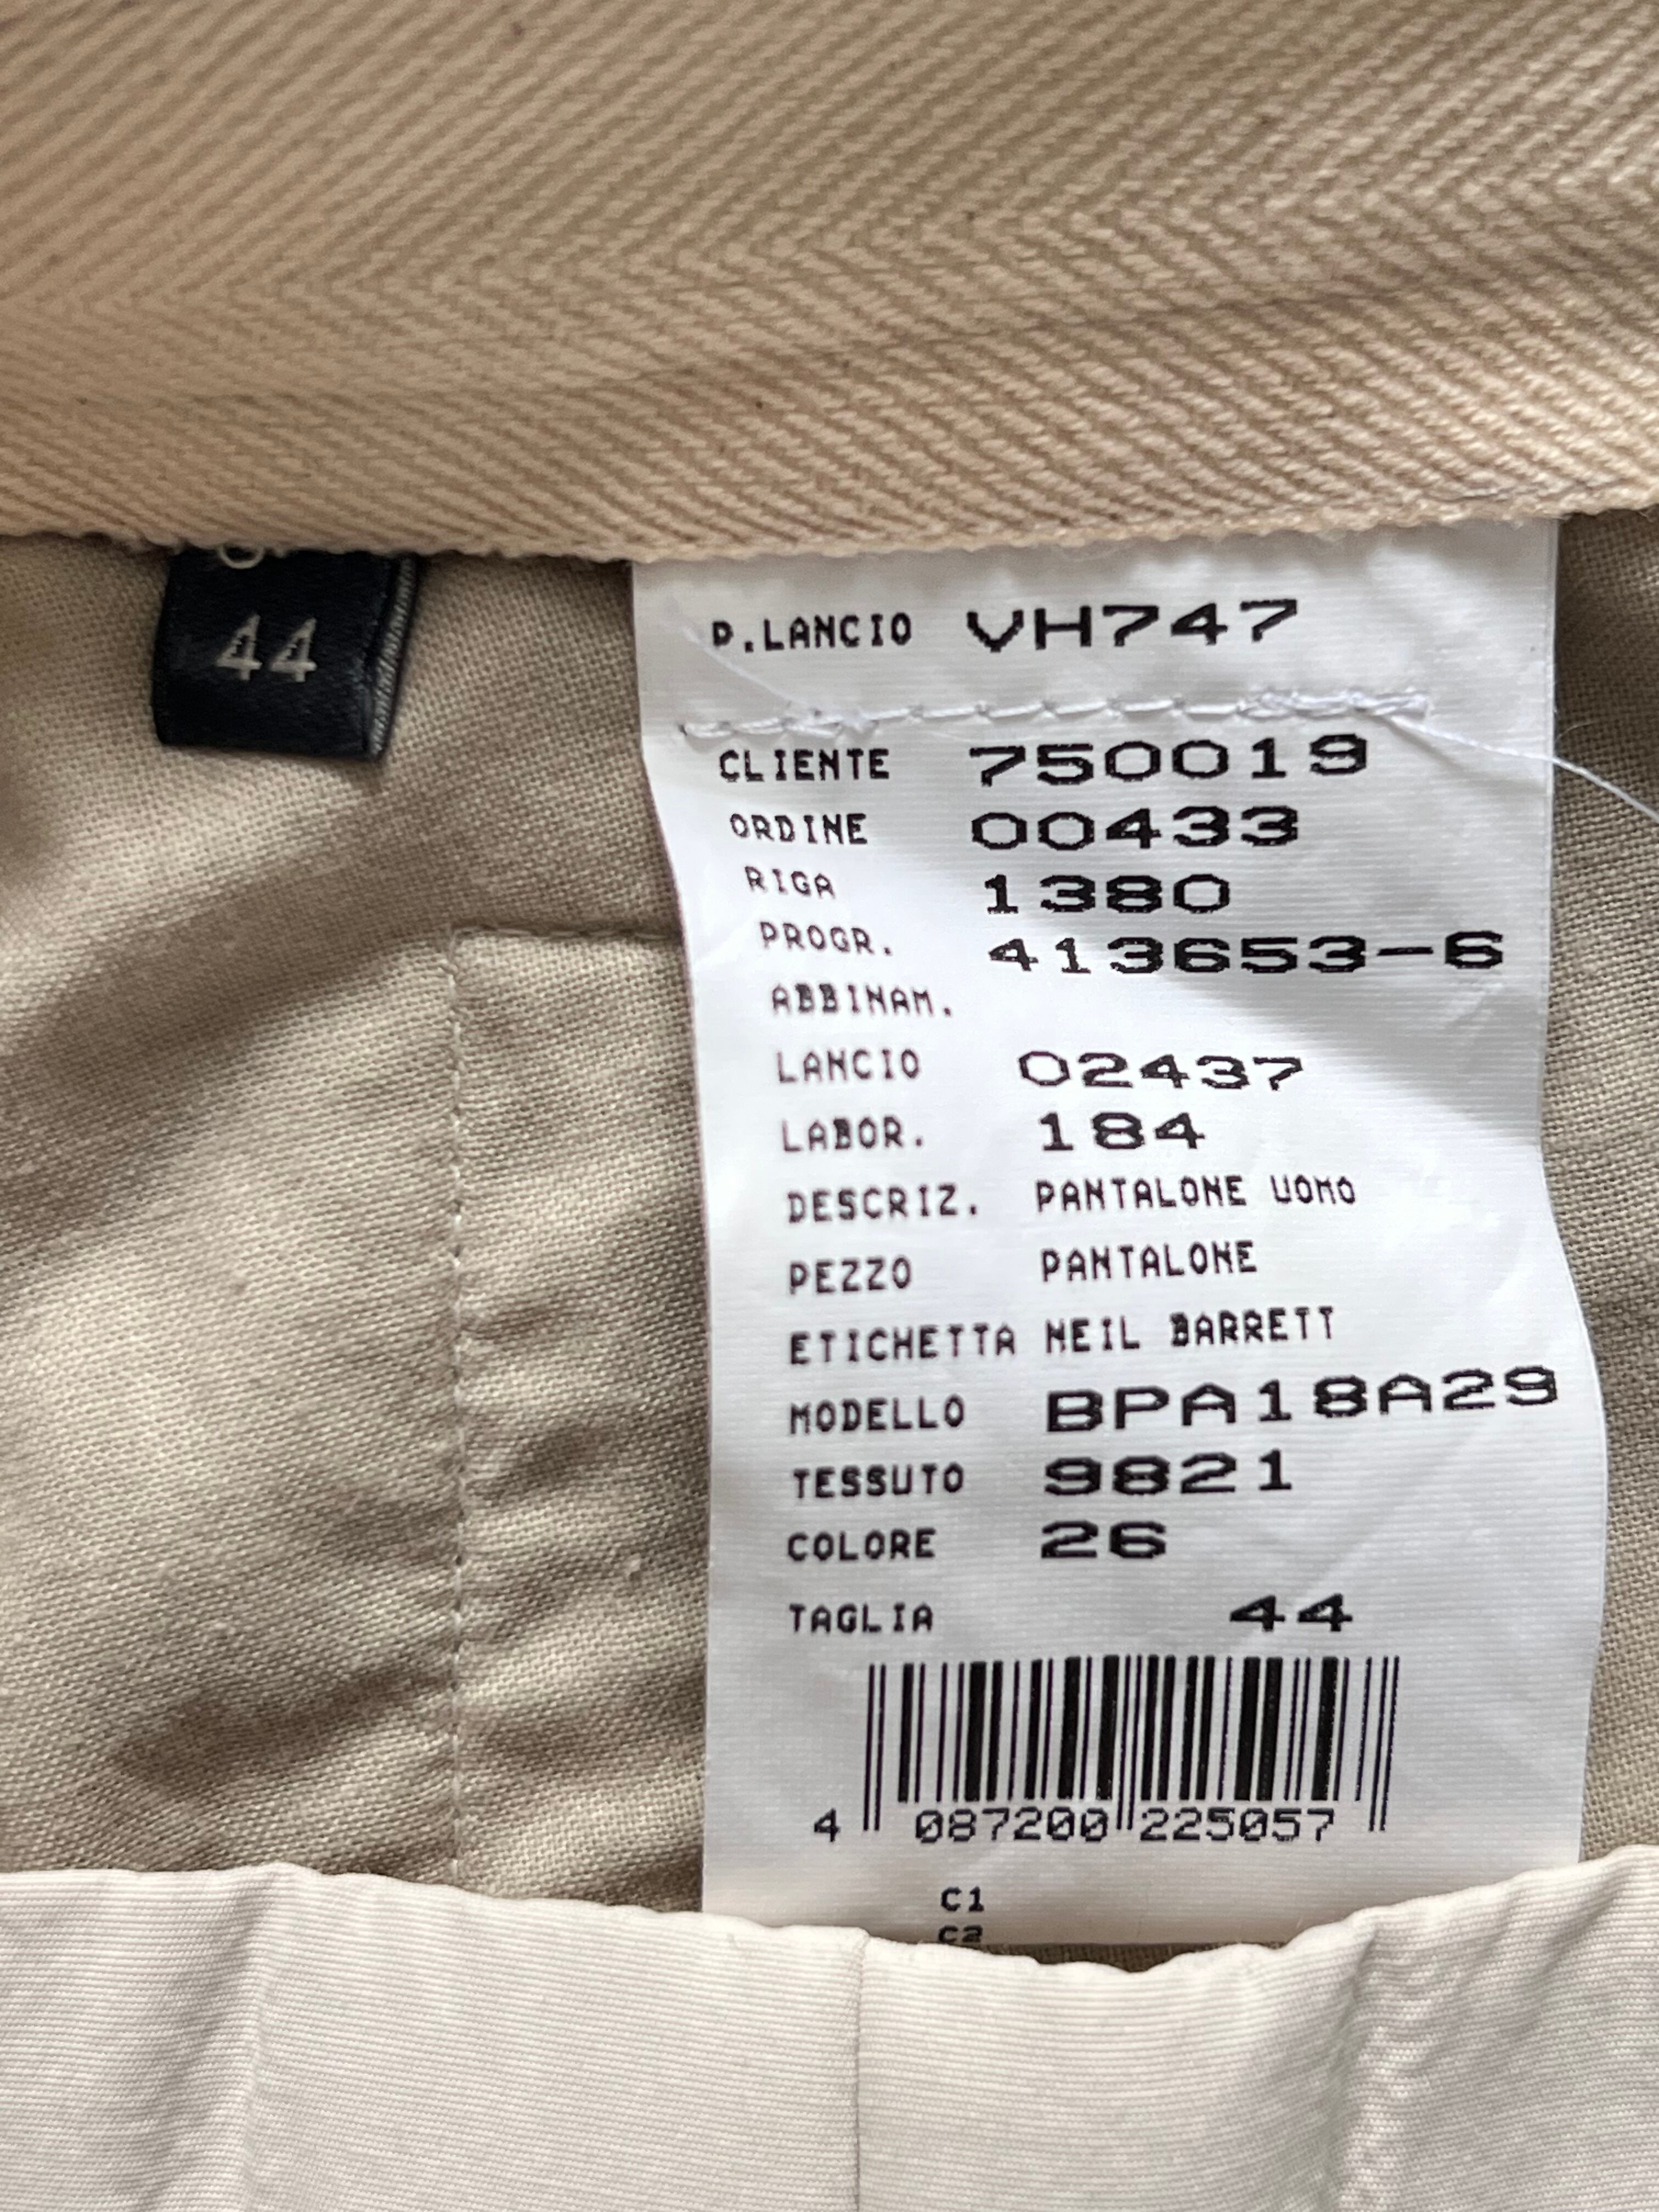 44
P.LANCIO VH747
CLIENTE 750019
ORDINE 00433
RIGA 1380
PROGR. 413653-6
ABBINAM.
LANCIO 02437
LABOR. 184
DESCRIZ. PANTALONE UOMO
PEZZO PANTALONE
ETICHETTA NEIL BARRETT
MODELLO BPA18A29
TESSUTO 9821
COLORE 26
TAGLIA 44
4 087200 225057
C1
C2